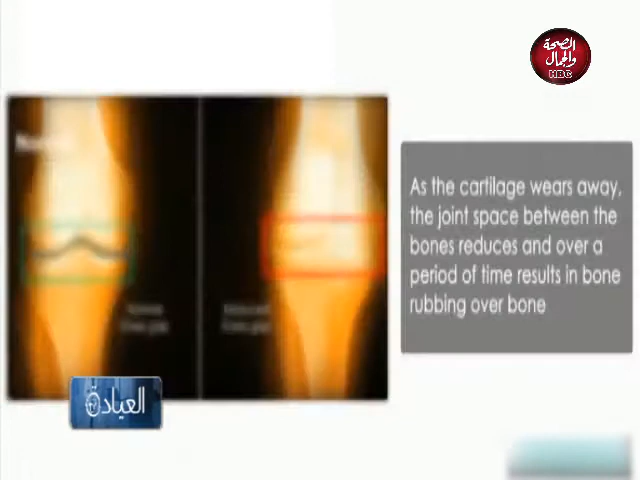 الصحة
والجمال
HBC
As the cartilage wears away,
the joint space between the
bones reduces and over a
period of time results in bone
rubbing over bone
العيادة